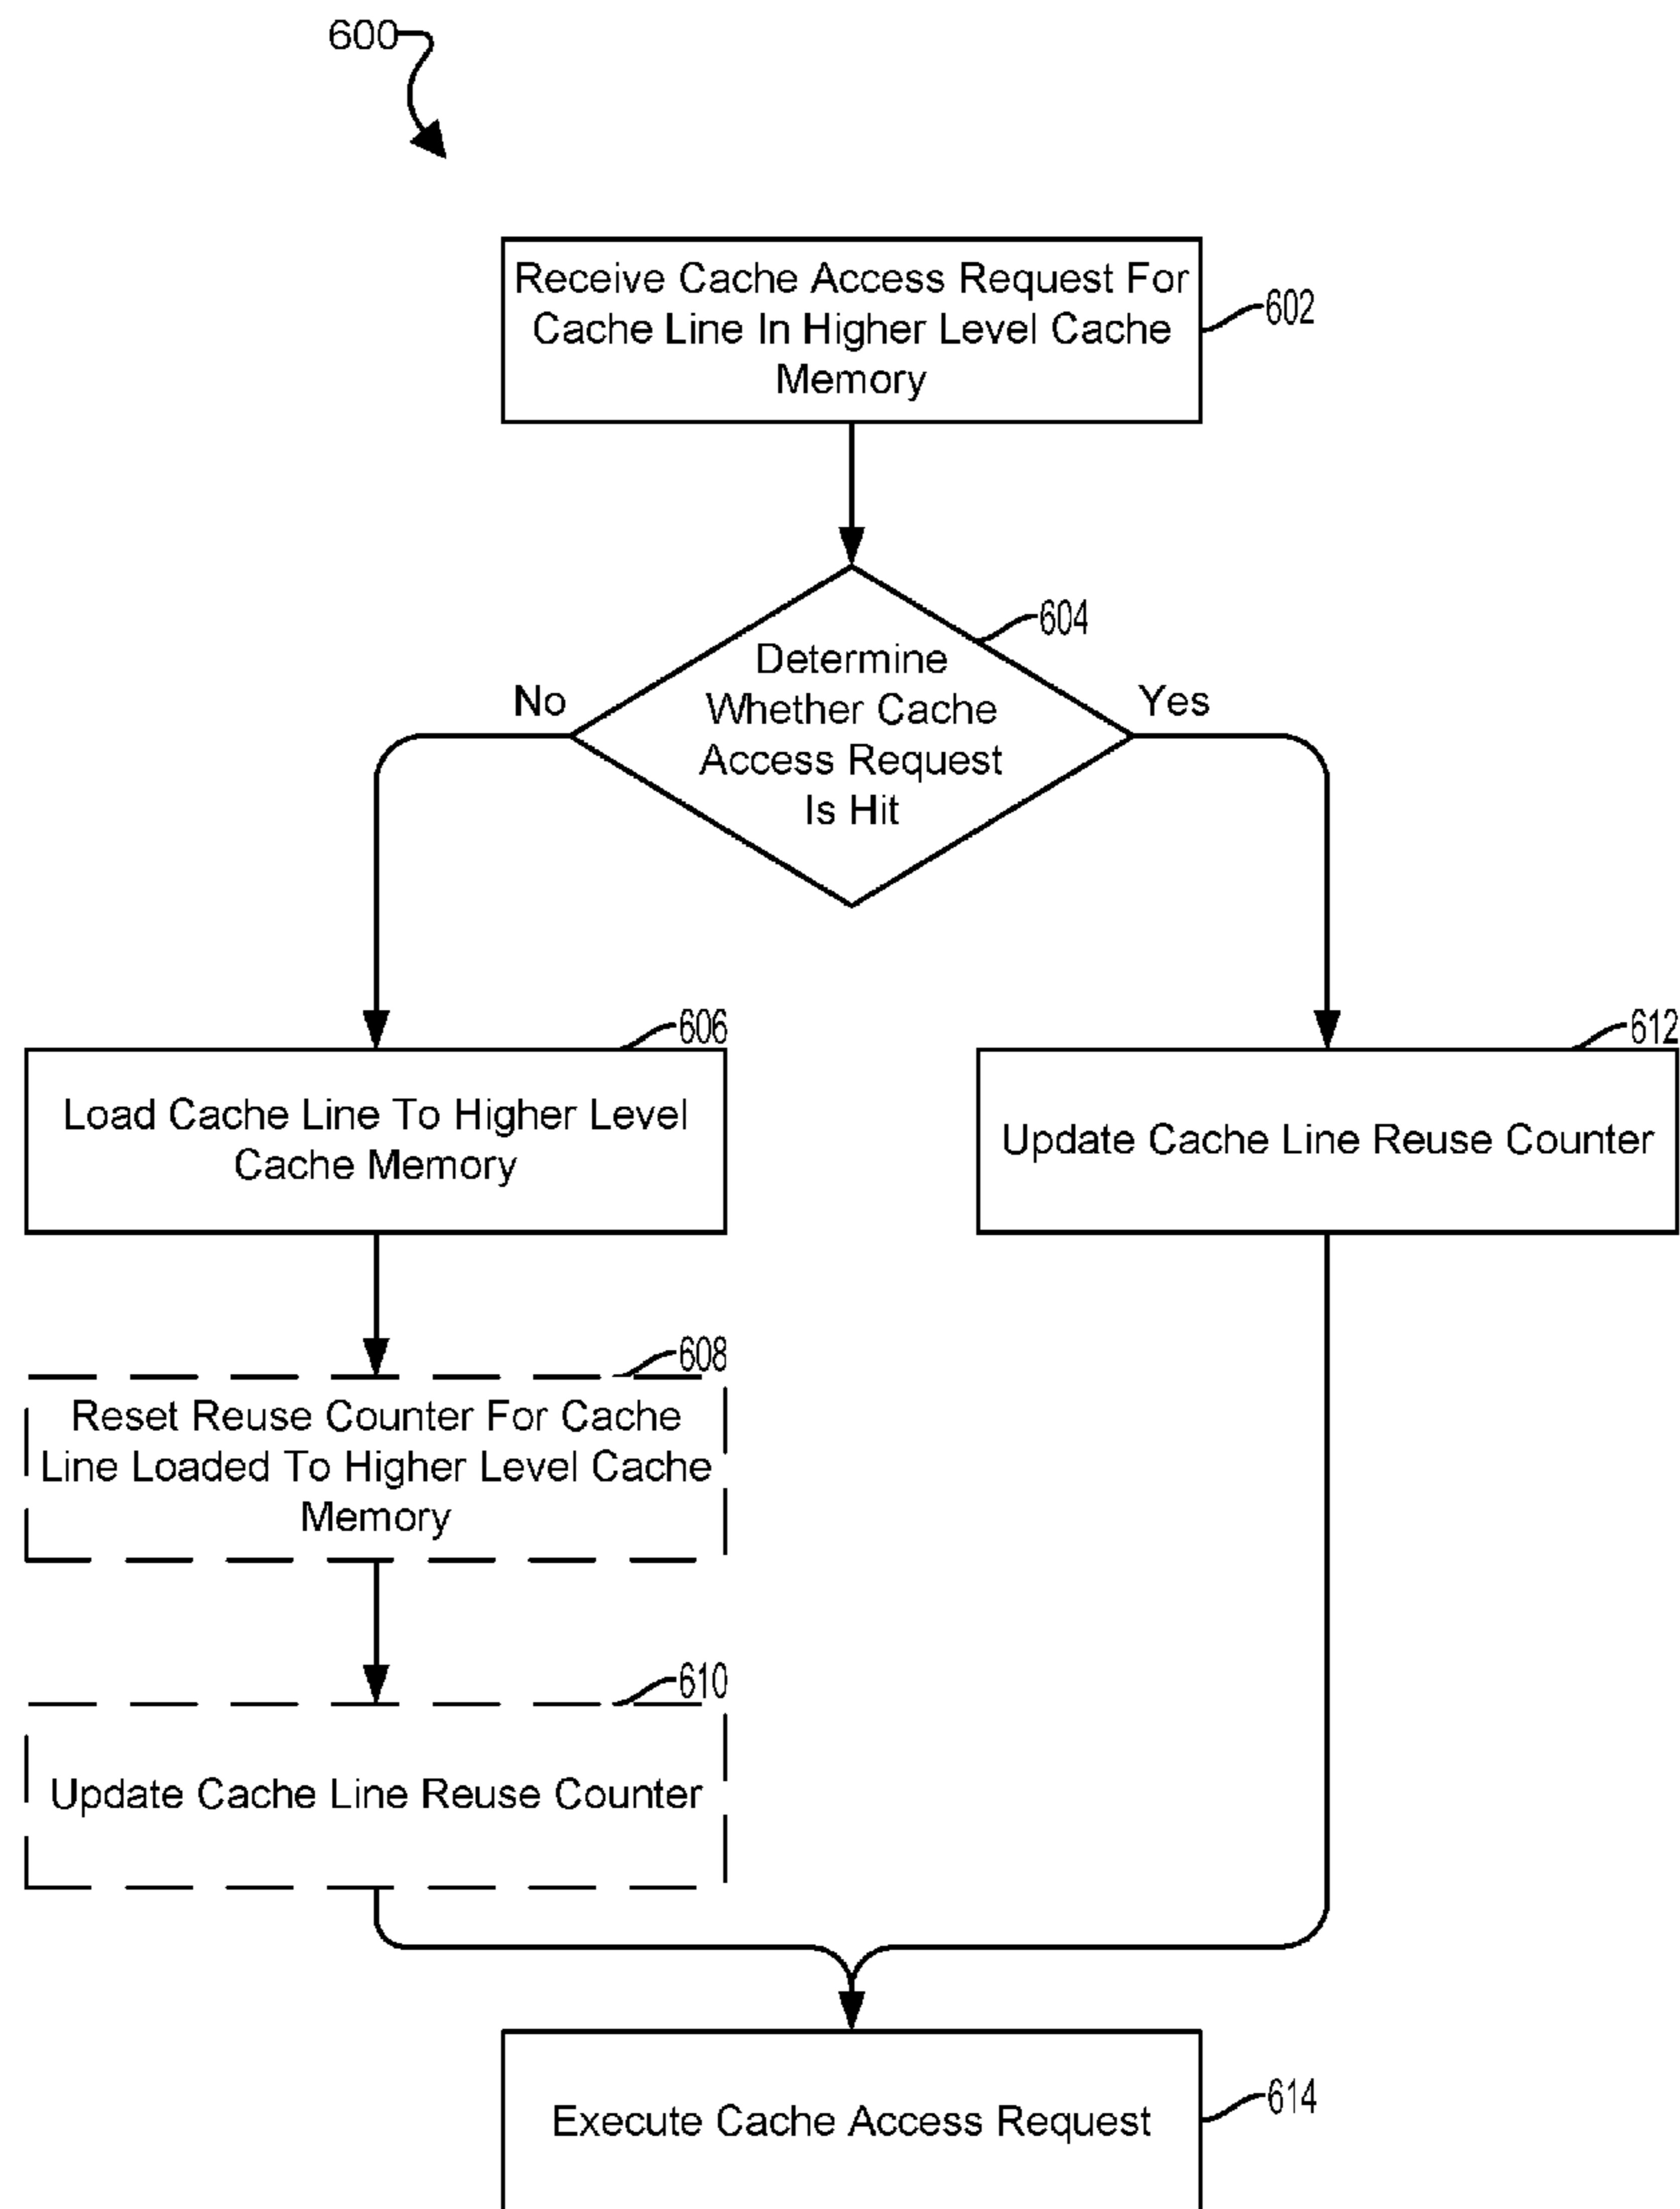 600
Receive Cache Access Request For
Cache Line In Higher Level Cache
Memory
602
604
Determine
Whether Cache
Access Request
Is Hit
No
Yes
606
Load Cache Line To Higher Level
Cache Memory
612
Update Cache Line Reuse Counter
608
Reset Reuse Counter For Cache
Line Loaded To Higher Level Cache
Memory
610
Update Cache Line Reuse Counter
Execute Cache Access Request
614